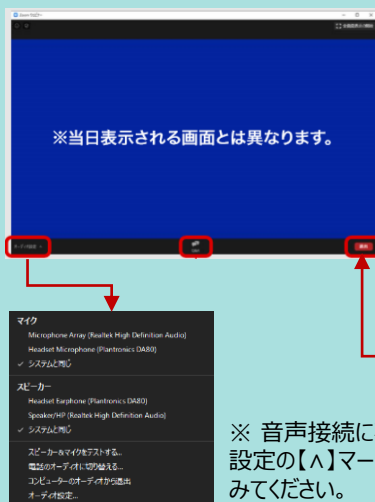 ※当日表示される画面とは異なります。
マイク
Microphone Array (Realtek High Definition Audio)
Headset Microphone (Plantronics DA80)
✓ システムと同じ
スピーカー
Headset Earphone (Plantronics DA80)
Speaker/HP (Realtek High Definition Audio)
✓ システムと同じ
スピーカー&マイクをテストする...
電話のオーディオに切り替える...
コンピューターのオーディオから退出
オーディオ設定...
※ 音声接続に
設定の【∧】マー
みてください。